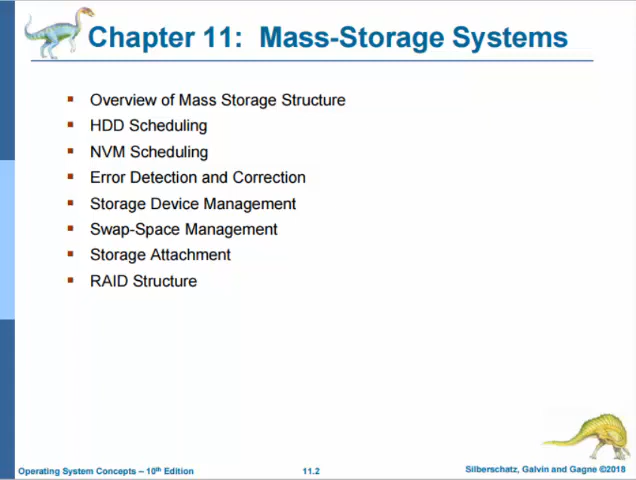 Chapter 11: Mass-Storage Systems
▪ Overview of Mass Storage Structure
▪ HDD Scheduling
▪ NVM Scheduling
▪ Error Detection and Correction
▪ Storage Device Management
▪ Swap-Space Management
▪ Storage Attachment
▪ RAID Structure
Operating System Concepts – 10th Edition
11.2
Silberschatz, Galvin and Gagne ©2018